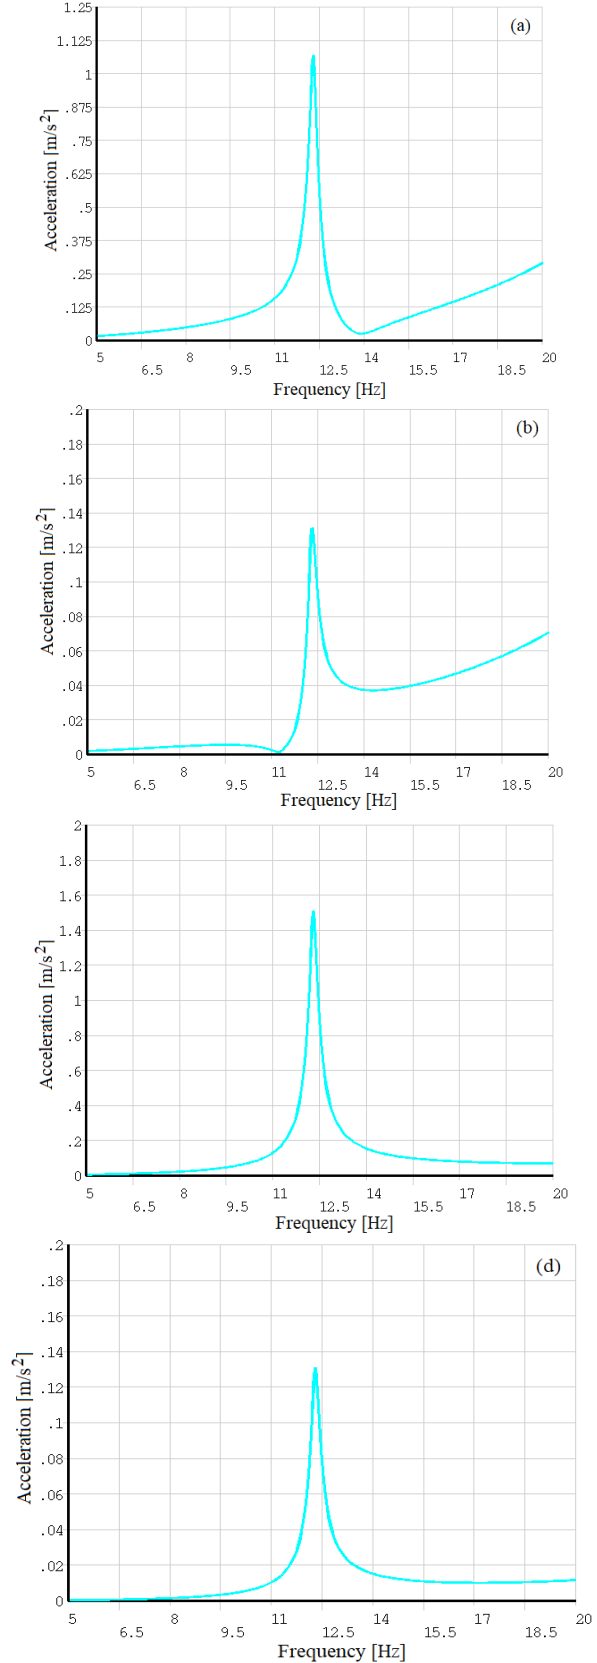 (a)
Acceleration [m/s²]
1.25
1.125
1
.875
.75
.625
.5
.375
.25
.125
0
5 8 11 14 17 20
6.5 9.5 12.5 15.5 18.5
Frequency [Hz]
(b)
Acceleration [m/s²]
.2
.18
.16
.14
.12
.1
.08
.06
.04
.02
0
5 8 11 14 17 20
6.5 9.5 12.5 15.5 18.5
Frequency [Hz]
Acceleration [m/s²]
2
1.8
1.6
1.4
1.2
1
.8
.6
.4
.2
0
5 8 11 14 17 20
6.5 9.5 12.5 15.5 18.5
Frequency [Hz]
(d)
Acceleration [m/s²]
.2
.18
.16
.14
.12
.1
.08
.06
.04
.02
0
5 8 11 14 17 20
6.5 9.5 12.5 15.5 18.5
Frequency [Hz]